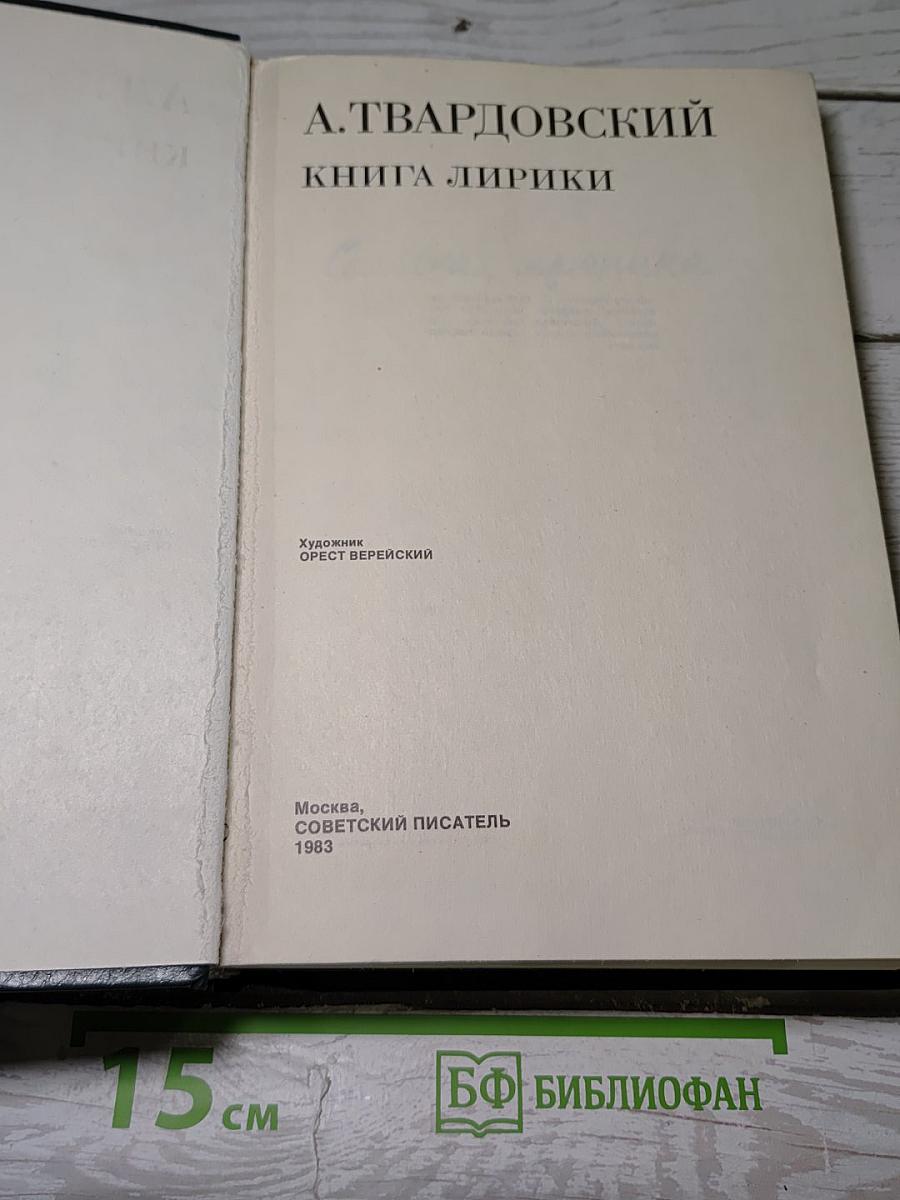 А. ТВАРДОВСКИЙ
КНИГА ЛИРИКИ
Художник
ОРЕСТ ВЕРЕЙСКИЙ
Москва,
СОВЕТСКИЙ ПИСАТЕЛЬ
1983
15 см
БФ БИБЛИОФАН